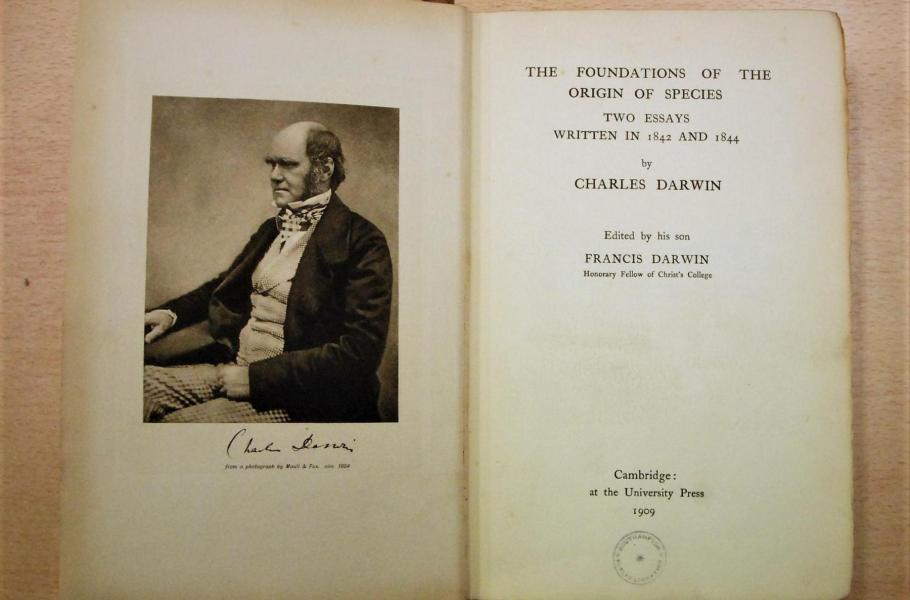 Charles Darwin
from a photograph by Maull & Fox. circ 1854
THE FOUNDATIONS OF THE
ORIGIN OF SPECIES
TWO ESSAYS
WRITTEN IN 1842 AND 1844
by
CHARLES DARWIN
Edited by his son
FRANCIS DARWIN
Honorary Fellow of Christ's College
Cambridge:
at the University Press
1909